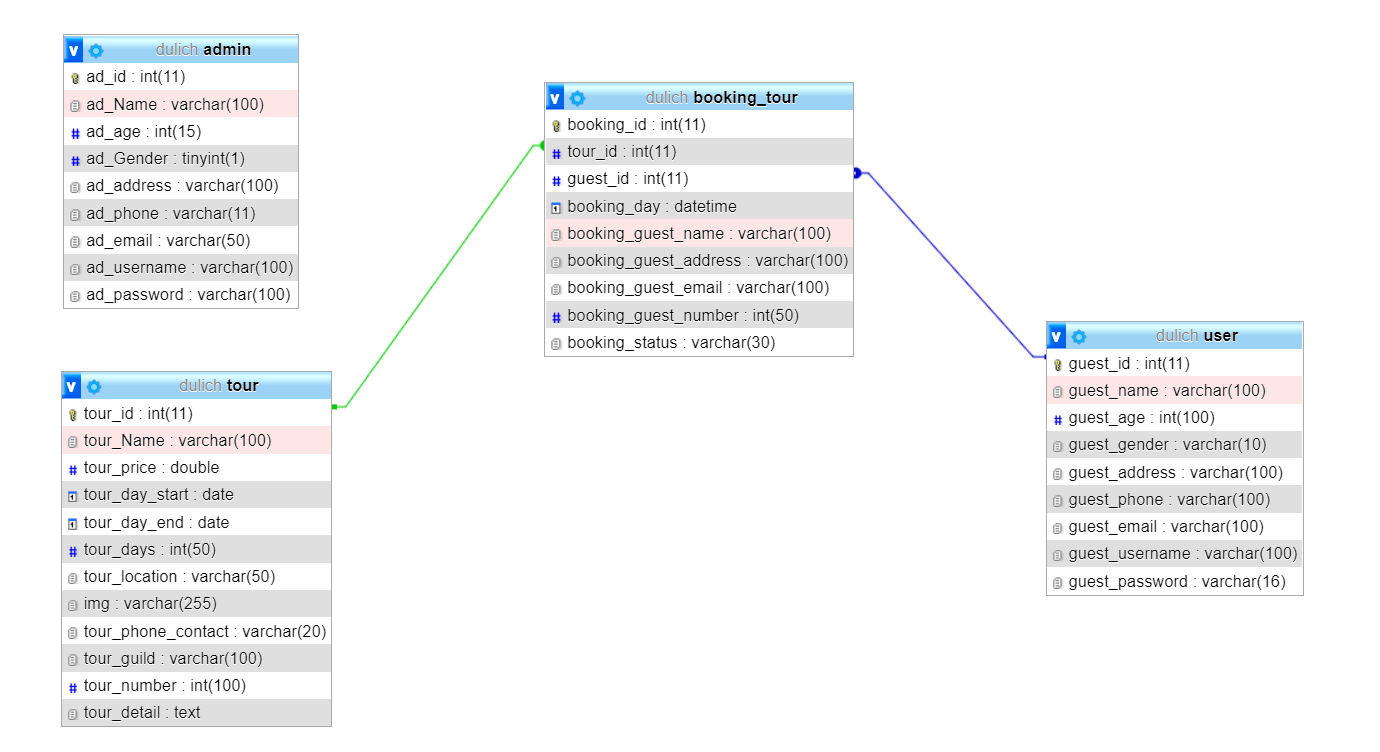 v dulich admin
ad_id : int(11)
ad_Name : varchar(100)
# ad_age : int(15)
# ad_Gender : tinyint(1)
ad_address : varchar(100)
ad_phone : varchar(11)
ad_email : varchar(50)
ad_username : varchar(100)
ad_password : varchar(100)
v dulich booking_tour
booking_id : int(11)
# tour_id : int(11)
# guest_id : int(11)
booking_day : datetime
booking_guest_name : varchar(100)
booking_guest_address : varchar(100)
booking_guest_email : varchar(100)
# booking_guest_number : int(50)
booking_status : varchar(30)
v dulich tour
tour_id : int(11)
tour_Name : varchar(100)
# tour_price : double
tour_day_start : date
tour_day_end : date
# tour_days : int(50)
tour_location : varchar(50)
img : varchar(255)
tour_phone_contact : varchar(20)
tour_guild : varchar(100)
# tour_number : int(100)
tour_detail : text
v dulich user
guest_id : int(11)
guest_name : varchar(100)
# guest_age : int(100)
guest_gender : varchar(10)
guest_address : varchar(100)
guest_phone : varchar(100)
guest_email : varchar(100)
guest_username : varchar(100)
guest_password : varchar(16)